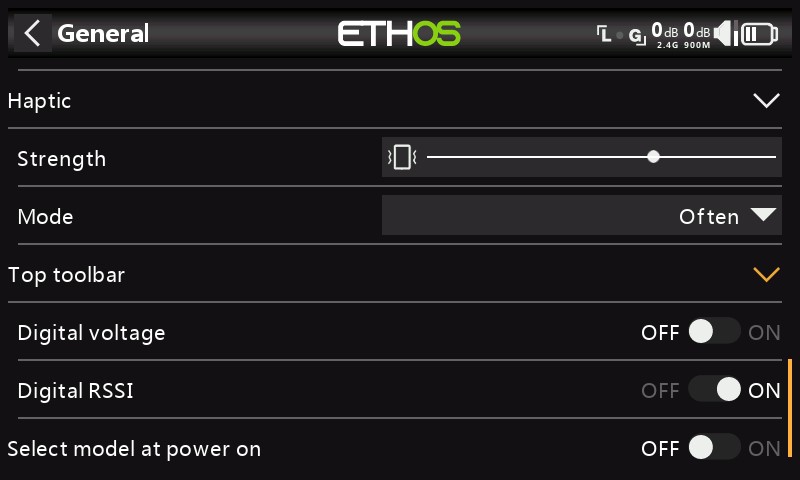 General
ETHOS
L G 0dB 0dB
2.4G 900M
Haptic
Strength
Mode
Often
Top toolbar
Digital voltage
OFF ON
Digital RSSI
OFF ON
Select model at power on
OFF ON